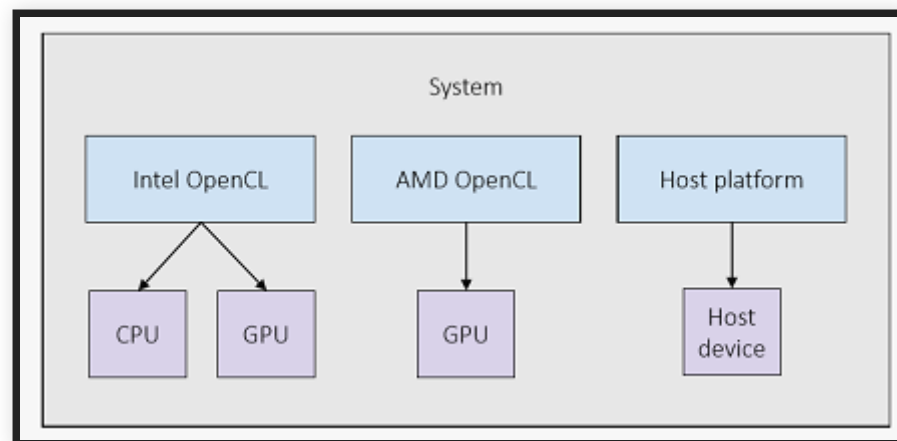 System
Intel OpenCL
AMD OpenCL
Host platform
CPU
GPU
GPU
Host
device